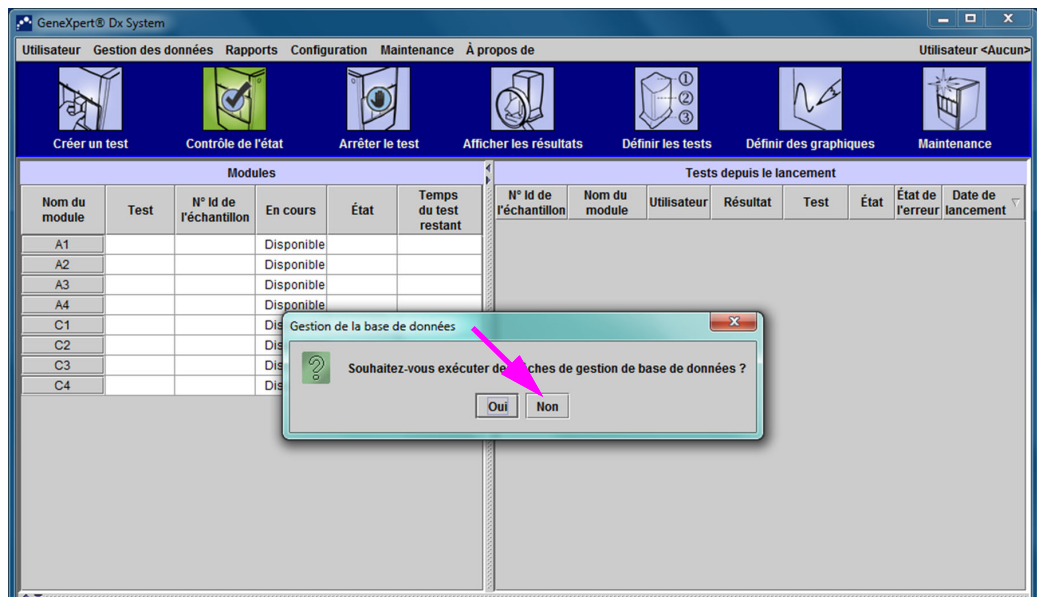 GeneXpert® Dx System
Utilisateur Gestion des données Rapports Configuration Maintenance À propos de Utilisateur <Aucun>
Créer un test Contrôle de l'état Arrêter le test Afficher les résultats Définir les tests Définir des graphiques Maintenance
Modules
Nom du module Test N° Id de l'échantillon En cours État Temps du test restant
A1 Disponible
A2 Disponible
A3 Disponible
A4 Disponible
C1
C2
C3
C4
Tests depuis le lancement
N° Id de l'échantillon Nom du module Utilisateur Résultat Test État État de l'erreur Date de lancement
Gestion de la base de données
Souhaitez-vous exécuter des tâches de gestion de base de données ?
Oui Non